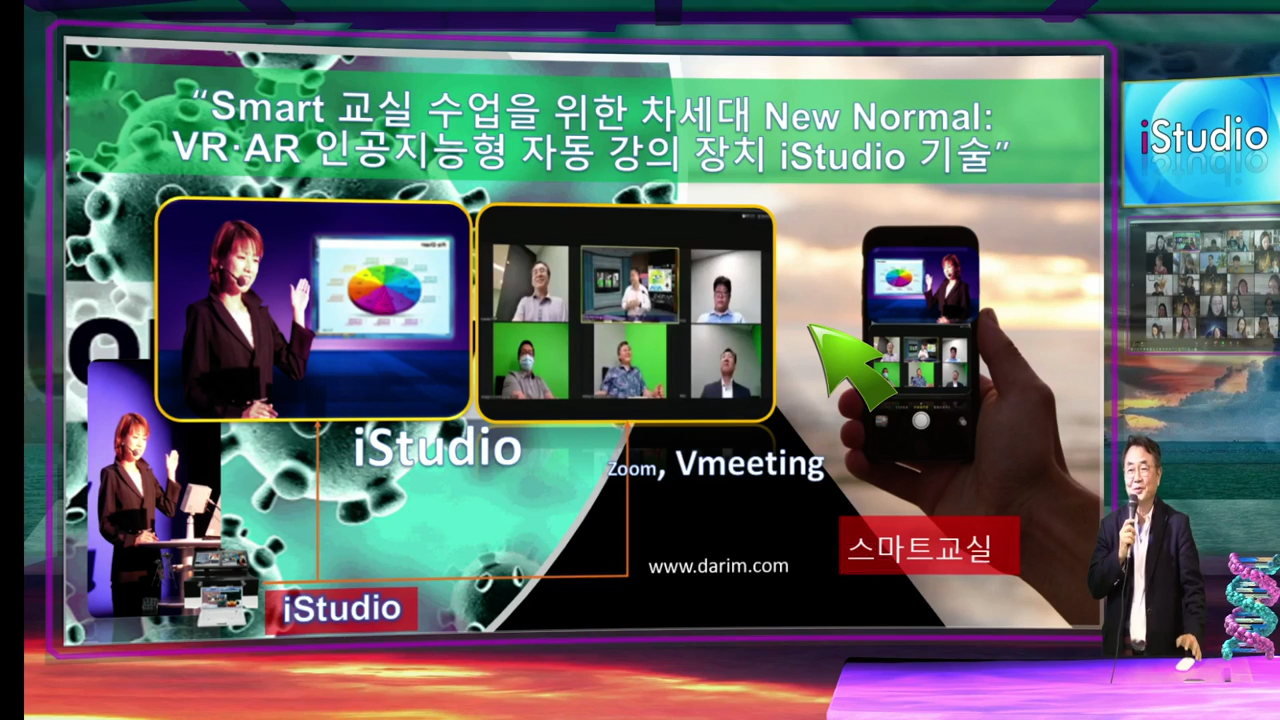 “Smart 교실 수업을 위한 차세대 New Normal:
VR·AR 인공지능형 자동 강의 장치 iStudio 기술”
iStudio
iStudio
Zoom, Vmeeting
www.darim.com
스마트교실
iStudio